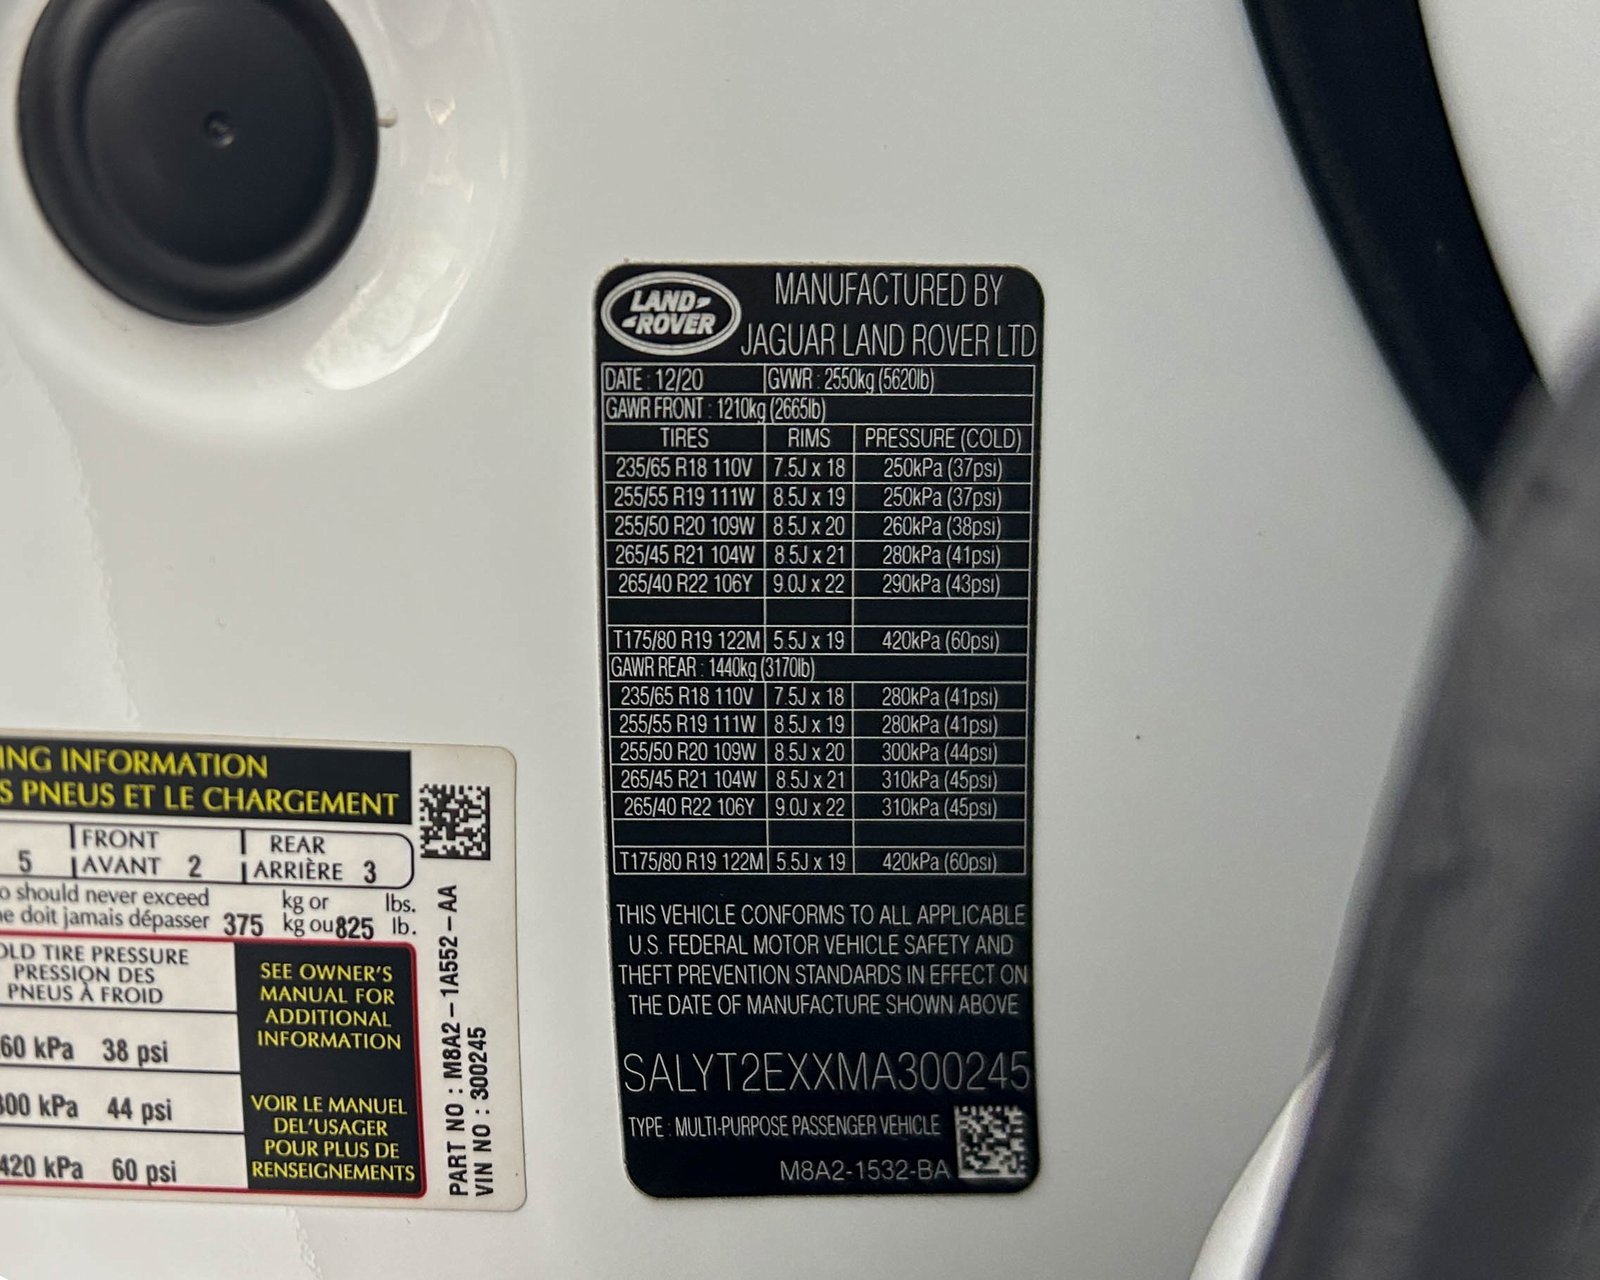 LAND-
-ROVER
MANUFACTURED BY
JAGUAR LAND ROVER LTD
DATE : 12/20 GVWR : 2550kg (5620lb)
GAWR FRONT : 1210kg (2665lb)
TIRES RIMS PRESSURE (COLD)
235/65 R18 110V 7.5J x 18 250kPa (37psi)
255/55 R19 111W 8.5J x 19 250kPa (37psi)
255/50 R20 109W 8.5J x 20 260kPa (38psi)
265/45 R21 104W 8.5J x 21 280kPa (41psi)
265/40 R22 106Y 9.0J x 22 290kPa (43psi)
T175/80 R19 122M 5.5J x 19 420kPa (60psi)
GAWR REAR : 1440kg (3170lb)
235/65 R18 110V 7.5J x 18 280kPa (41psi)
255/55 R19 111W 8.5J x 19 280kPa (41psi)
255/50 R20 109W 8.5J x 20 300kPa (44psi)
265/45 R21 104W 8.5J x 21 310kPa (45psi)
265/40 R22 106Y 9.0J x 22 310kPa (45psi)
T175/80 R19 122M 5.5J x 19 420kPa (60psi)
THIS VEHICLE CONFORMS TO ALL APPLICABLE
U.S. FEDERAL MOTOR VEHICLE SAFETY AND
THEFT PREVENTION STANDARDS IN EFFECT ON
THE DATE OF MANUFACTURE SHOWN ABOVE
SALYT2EXXMA300245
TYPE : MULTI-PURPOSE PASSENGER VEHICLE
M8A2-1532-BA
ING INFORMATION
S PNEUS ET LE CHARGEMENT
5 FRONT REAR
AVANT 2 ARRIÈRE 3
o should never exceed kg or lbs.
ne doit jamais dépasser 375 kg ou 825 lb.
OLD TIRE PRESSURE
PRESSION DES
PNEUS À FROID
60 kPa 38 psi
300 kPa 44 psi
420 kPa 60 psi
SEE OWNER'S
MANUAL FOR
ADDITIONAL
INFORMATION
VOIR LE MANUEL
DEL'USAGER
POUR PLUS DE
RENSEIGNEMENTS
PART NO : M8A2-1A552-AA
VIN NO : 300245